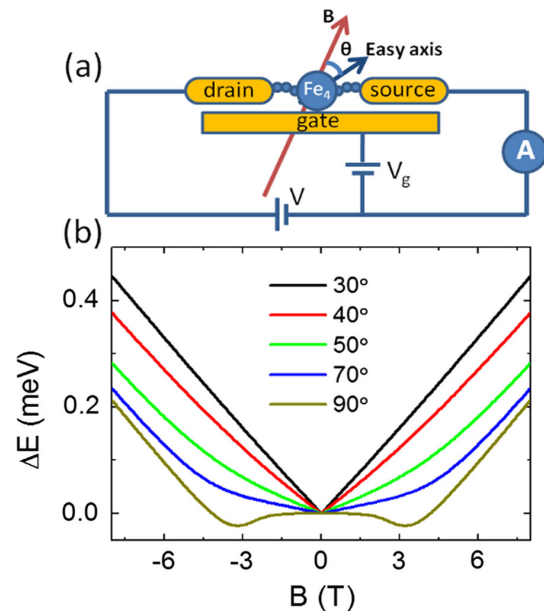 B
θ
Easy axis
(a)
drain
Fe₄
source
gate
A
V
V_g
(b)
30°
40°
50°
70°
90°
ΔE (meV)
0.4
0.2
0.0
-6 -3 0 3 6
B (T)